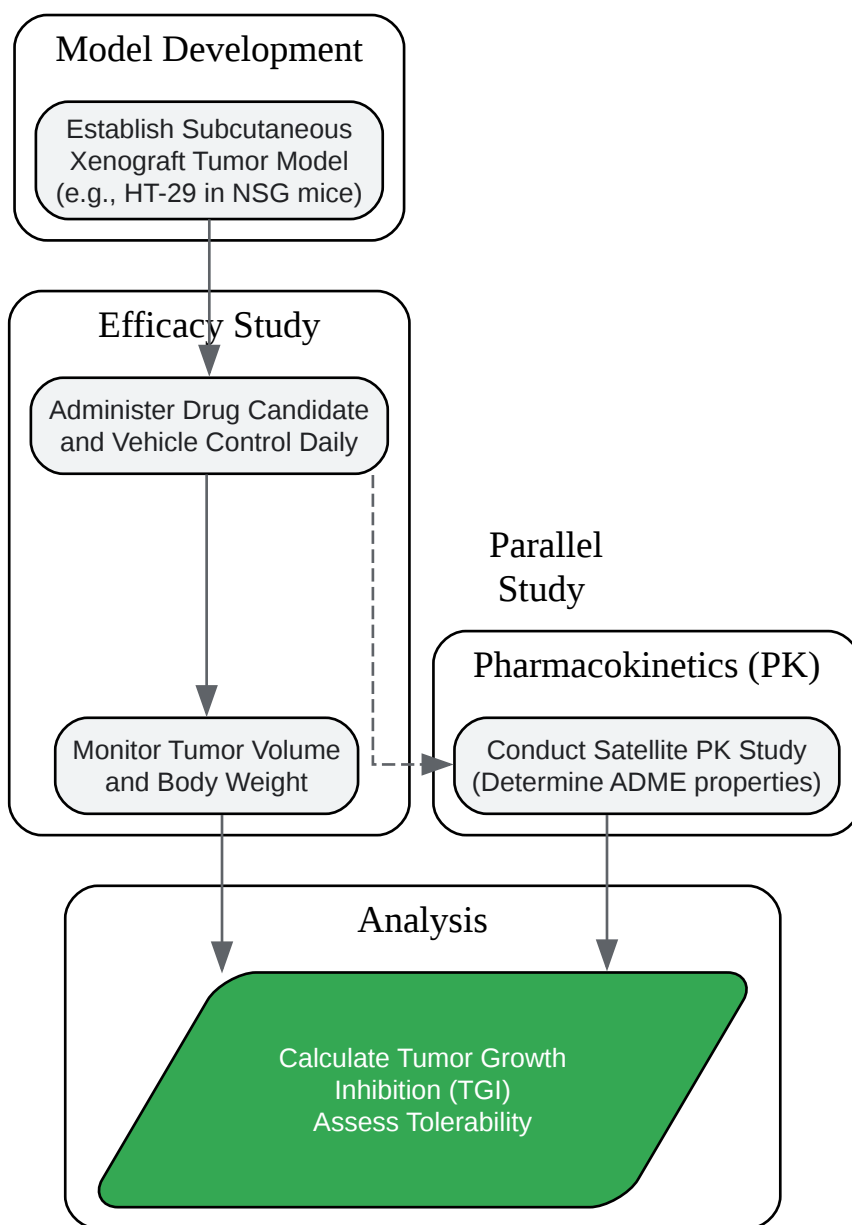 Model Development
Establish Subcutaneous
Xenograft Tumor Model
(e.g., HT-29 in NSG mice)
Efficacy Study
Administer Drug Candidate
and Vehicle Control Daily
Parallel
Study
Pharmacokinetics (PK)
Monitor Tumor Volume
and Body Weight
Conduct Satellite PK Study
(Determine ADME properties)
Analysis
Calculate Tumor Growth
Inhibition (TGI)
Assess Tolerability